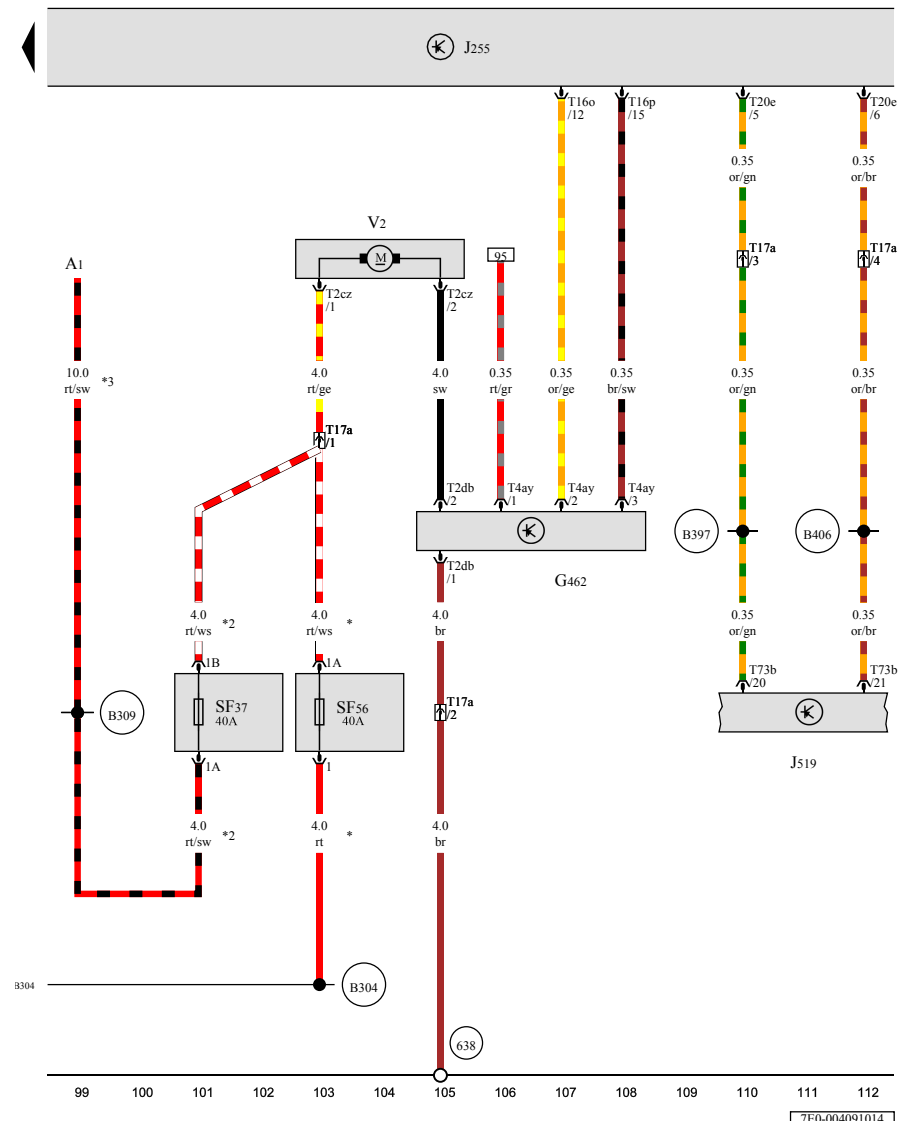 J255
T16o
/12
T16p
/15
T20e
/5
T20e
/6
0.35
or/gn
0.35
or/br
V2
A1
M
95
T17a
/3
T17a
/4
T2cz
/1
T2cz
/2
10.0
rt/sw
*3
4.0
rt/ge
4.0
sw
0.35
rt/gr
0.35
or/ge
0.35
br/sw
0.35
or/gn
0.35
or/br
T17a
/1
T2db
/2
T4ay
/1
T4ay
/2
T4ay
/3
B397
B406
T2db
/1
G462
4.0
rt/ws
*2
4.0
rt/ws
*
4.0
br
0.35
or/gn
0.35
or/br
1B
1A
T73b
/20
T73b
/21
B309
SF37
40A
SF56
40A
T17a
/2
J519
1A
1
4.0
rt/sw
*2
4.0
rt
*
4.0
br
B304
B304
638
99 100 101 102 103 104 105 106 107 108 109 110 111 112
7E0-004091014